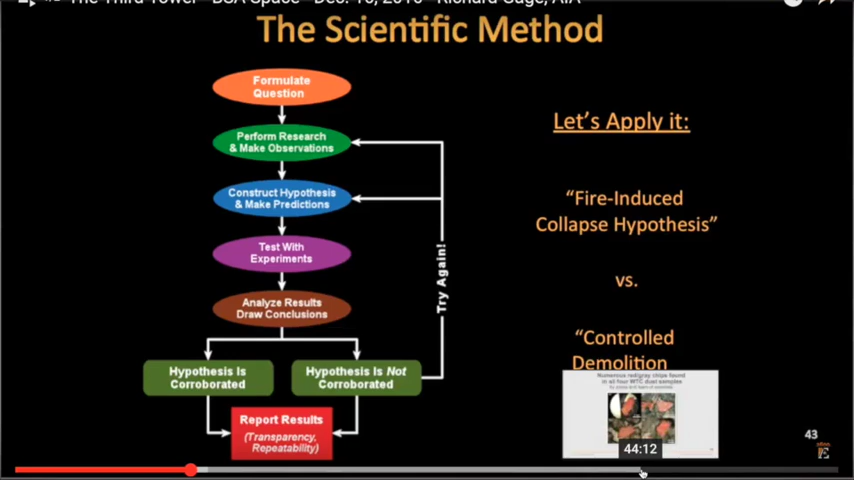 The Third Tower - BSA Space - Dec. 10, 2016 - Richard Gage, AIA
The Scientific Method
Formulate
Question
Perform Research
& Make Observations
Construct Hypothesis
& Make Predictions
Test With
Experiments
Analyze Results
Draw Conclusions
Hypothesis Is
Corroborated
Hypothesis Is Not
Corroborated
Try Again!
Report Results
(Transparency,
Repeatability)
Let's Apply it:
"Fire-Induced
Collapse Hypothesis"
vs.
"Controlled
Demolition
Numerous red/gray chips found
in all four WTC dust samples
44:12
43